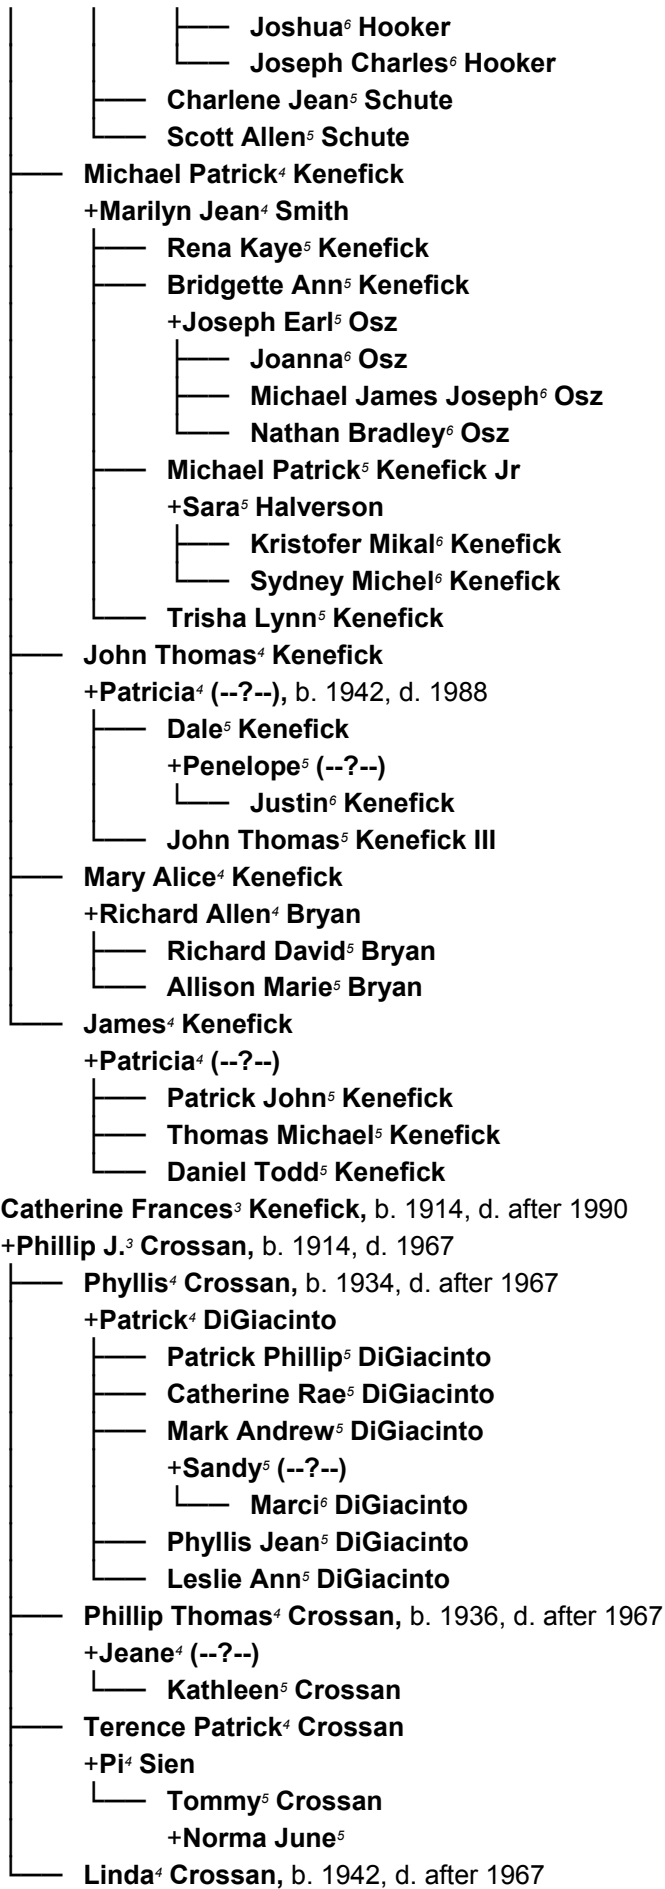 Joshua⁶ Hooker
Joseph Charles⁶ Hooker
Charlene Jean⁵ Schute
Scott Allen⁵ Schute
Michael Patrick⁴ Kenefick
+Marilyn Jean⁴ Smith
Rena Kaye⁵ Kenefick
Bridgette Ann⁵ Kenefick
+Joseph Earl⁵ Osz
Joanna⁶ Osz
Michael James Joseph⁶ Osz
Nathan Bradley⁶ Osz
Michael Patrick⁵ Kenefick Jr
+Sara⁵ Halverson
Kristofer Mikal⁶ Kenefick
Sydney Michel⁶ Kenefick
Trisha Lynn⁵ Kenefick
John Thomas⁴ Kenefick
+Patricia⁴ (--?--), b. 1942, d. 1988
Dale⁵ Kenefick
+Penelope⁵ (--?--)
Justin⁶ Kenefick
John Thomas⁵ Kenefick III
Mary Alice⁴ Kenefick
+Richard Allen⁴ Bryan
Richard David⁵ Bryan
Allison Marie⁵ Bryan
James⁴ Kenefick
+Patricia⁴ (--?--)
Patrick John⁵ Kenefick
Thomas Michael⁵ Kenefick
Daniel Todd⁵ Kenefick
Catherine Frances³ Kenefick, b. 1914, d. after 1990
+Phillip J.³ Crossan, b. 1914, d. 1967
Phyllis⁴ Crossan, b. 1934, d. after 1967
+Patrick⁴ DiGiacinto
Patrick Phillip⁵ DiGiacinto
Catherine Rae⁵ DiGiacinto
Mark Andrew⁵ DiGiacinto
+Sandy⁵ (--?--)
Marci⁶ DiGiacinto
Phyllis Jean⁵ DiGiacinto
Leslie Ann⁵ DiGiacinto
Phillip Thomas⁴ Crossan, b. 1936, d. after 1967
+Jeane⁴ (--?--)
Kathleen⁵ Crossan
Terence Patrick⁴ Crossan
+Pi⁴ Sien
Tommy⁵ Crossan
+Norma June⁵
Linda⁴ Crossan, b. 1942, d. after 1967